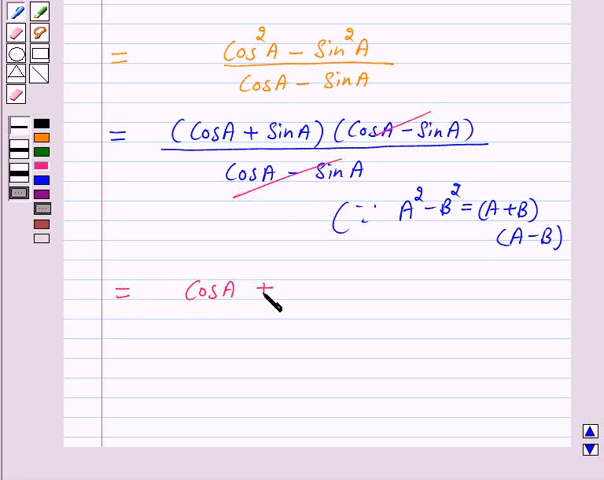 = cos²A − sin²A
cosA − sinA
= (cosA + sinA) (cosA − sinA)
cosA − sinA
(∵ A² − B² = (A+B)
(A−B)
= cosA +